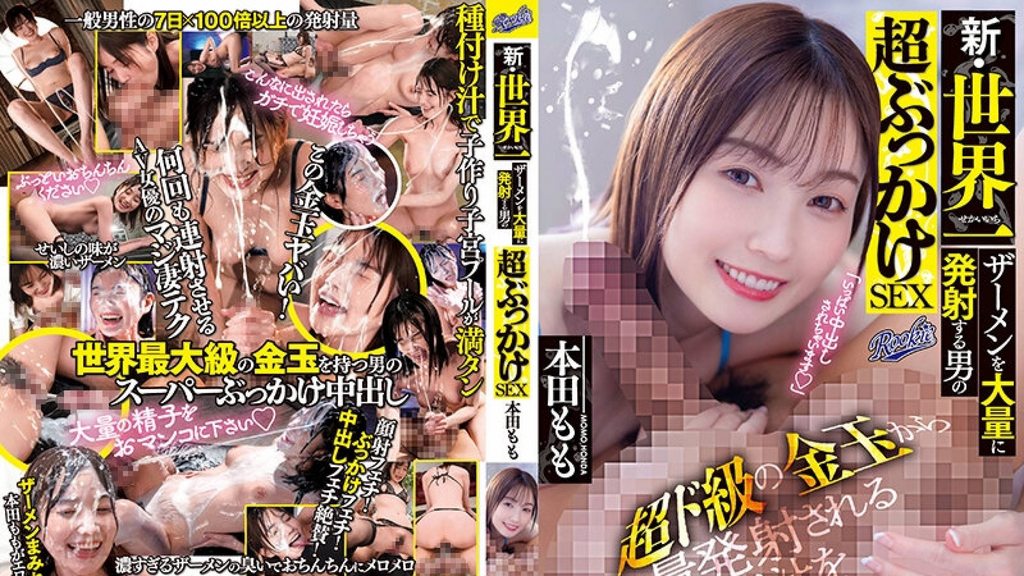 一般男性の7日×100倍以上の発射量
種付け汁で子作り子宮プールが満タン
こんなに出されたら
ガチで妊娠しちゃう
ぶっといおちんちん
ください♡
せいしの味が
濃いザーメン
何回も連射させる
AV女優のマジ凄テク
この金玉ヤバい!
世界最大級の金玉を持つ男の
スーパーぶっかけ中出し
大量の精子を
おマンコに下さい♡
顔射フェチ!
ぶっかけフェチ!
中出しフェチ絶賛!
ザーメンまみれ
本田ももがエロ
濃すぎるザーメンの臭いでおちんちんにメロメロ
Rookie
新・世界一
せかいいち
ザーメンを大量に
発射する男の
超ぶっかけ
SEX
本田もも
新・世界一
せかいいち
ザーメンを大量に
発射する男の
超ぶっかけ
SEX
Rookie
本田もも
MOMO HONDA
超ド級の金玉から
量発射される